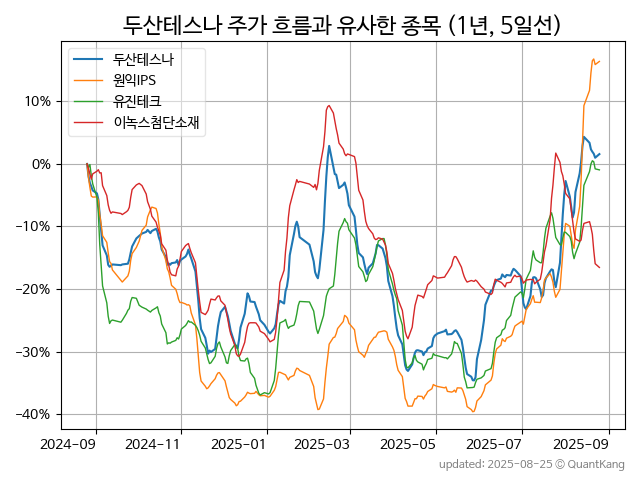 두산테스나 주가 흐름과 유사한 종목 (1년, 5일선)
두산테스나
원익IPS
유진테크
이녹스첨단소재
10%
0%
−10%
−20%
−30%
−40%
2024-09 2024-11 2025-01 2025-03 2025-05 2025-07 2025-09
updated: 2025-08-25 © QuantKang